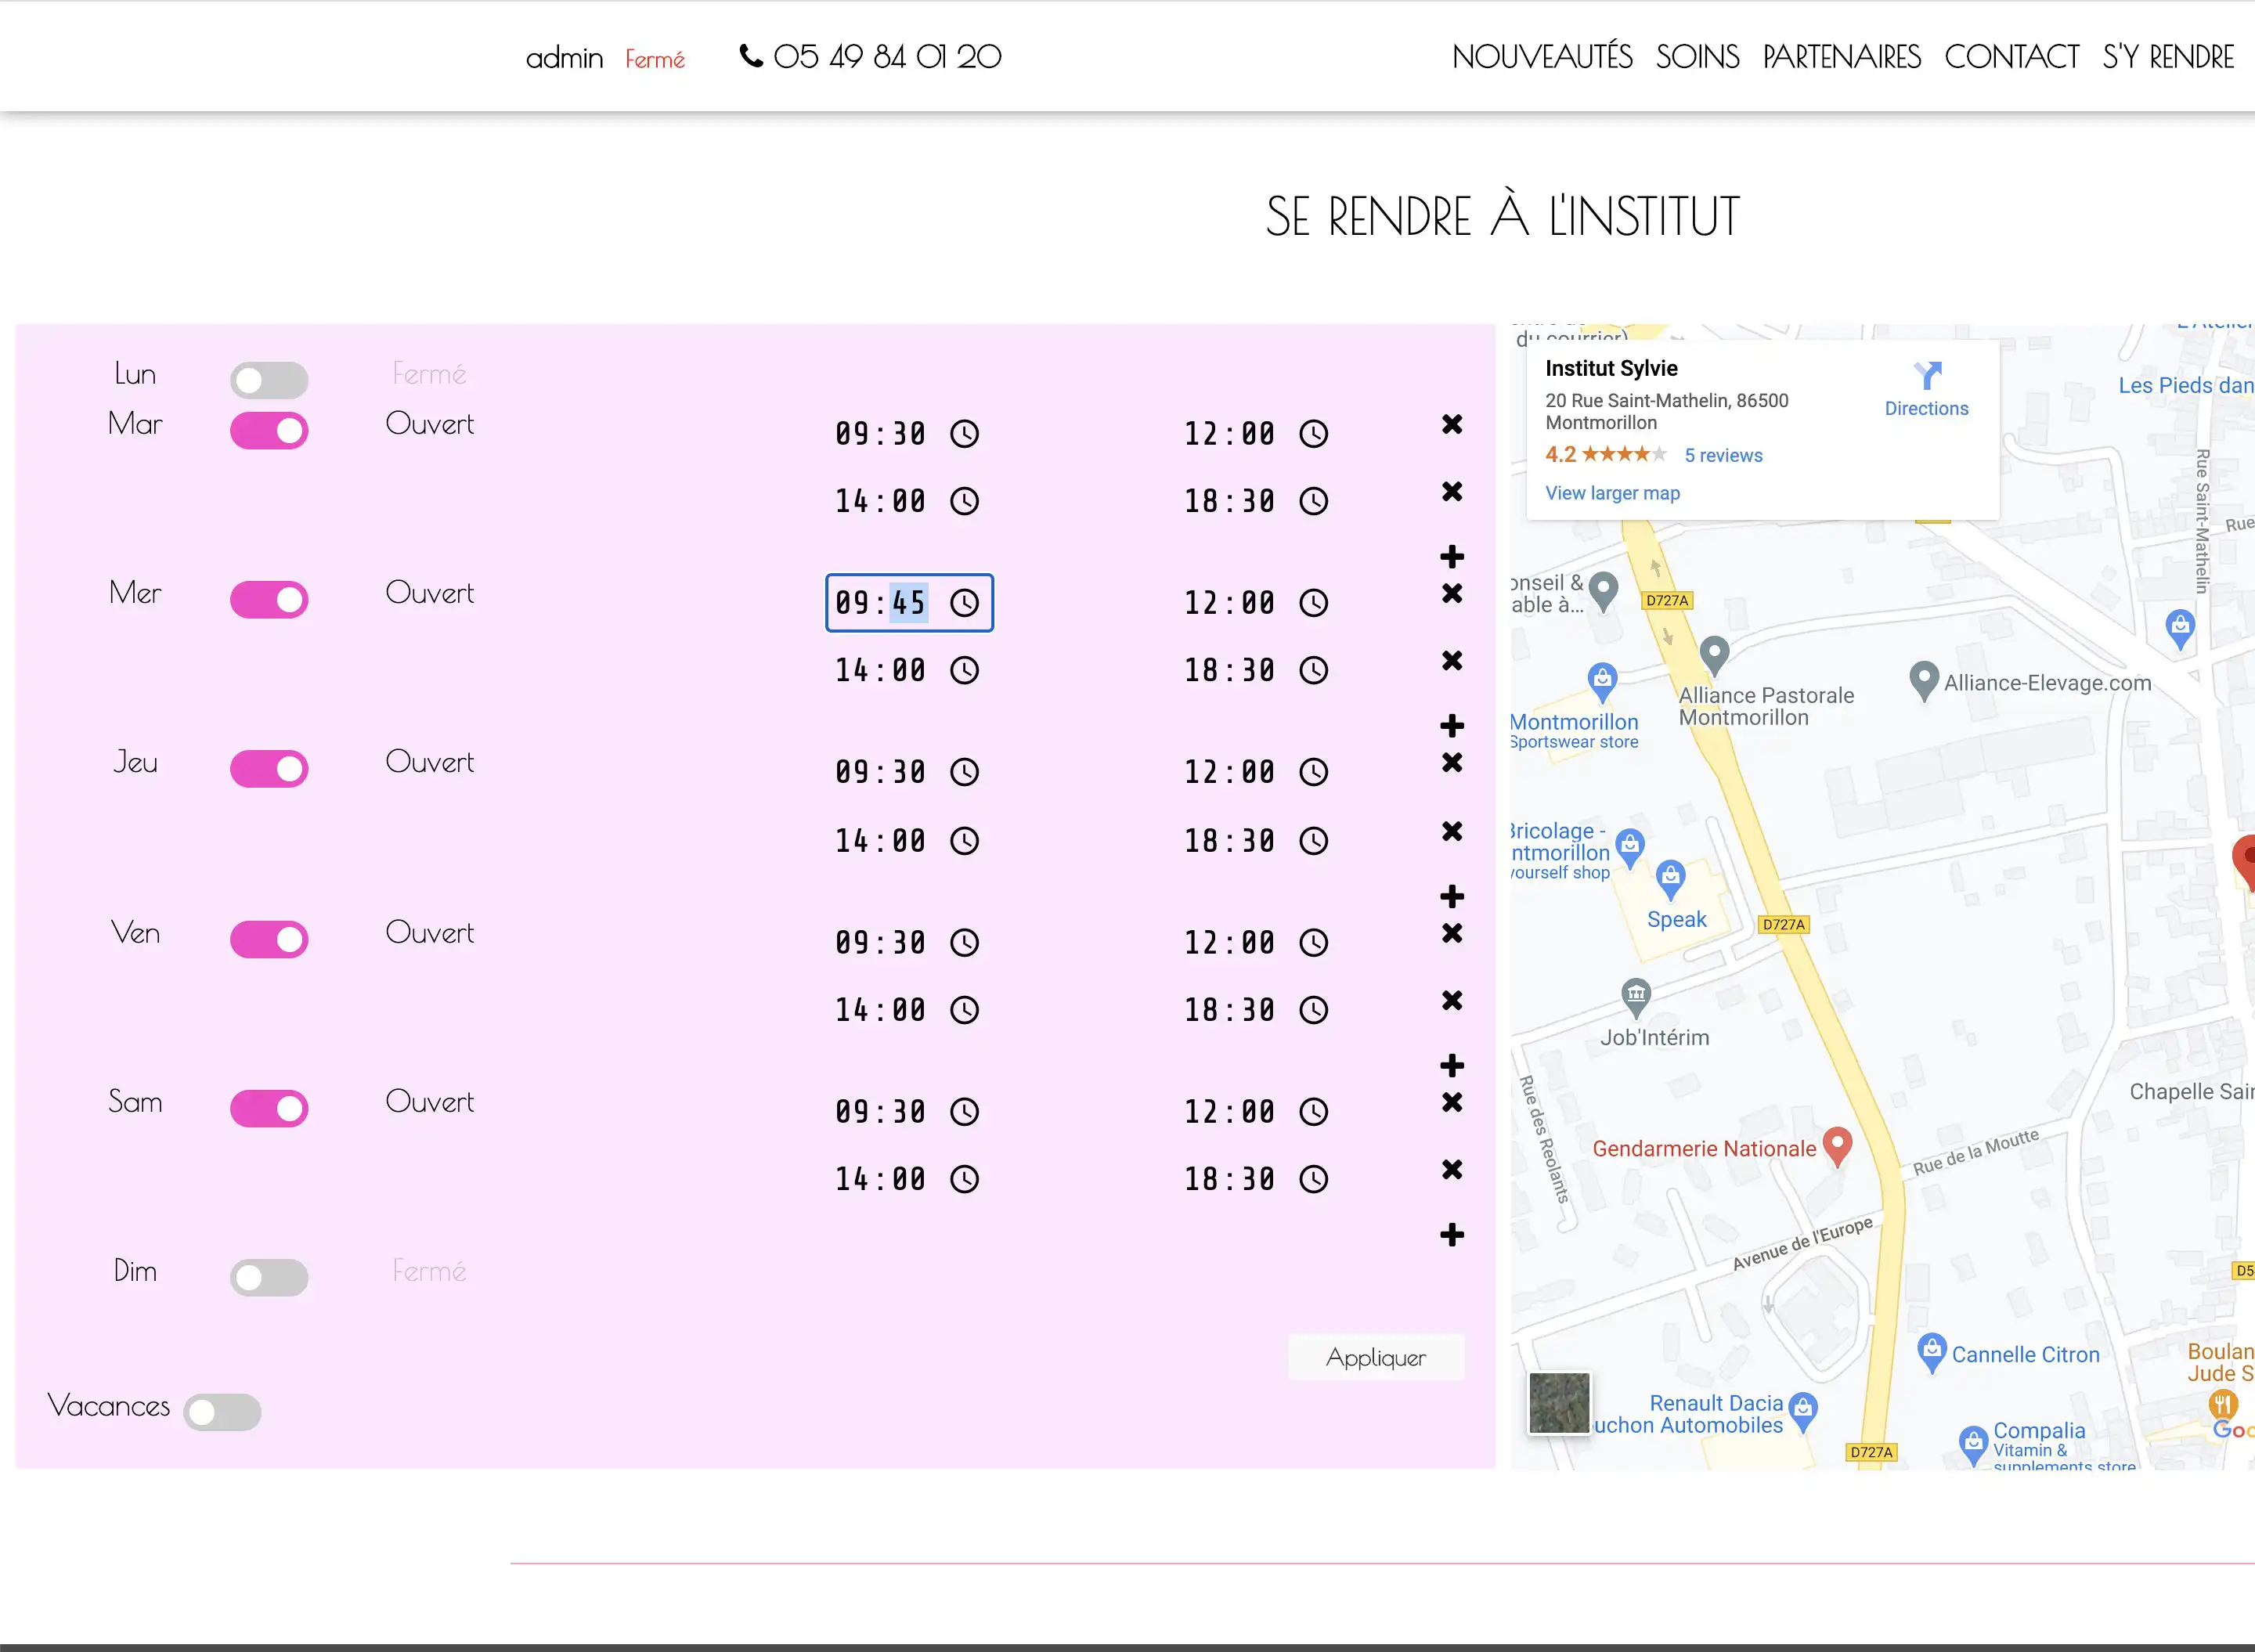 admin Fermé 05 49 84 01 20 NOUVEAUTÉS SOINS PARTENAIRES CONTACT S'Y RENDRE
SE RENDRE À L'INSTITUT
Lun Fermé
Mar Ouvert 09:30 12:00
14:00 18:30
Mer Ouvert 09:45 12:00
14:00 18:30
Jeu Ouvert 09:30 12:00
14:00 18:30
Ven Ouvert 09:30 12:00
14:00 18:30
Sam Ouvert 09:30 12:00
14:00 18:30
Dim Fermé
Appliquer
Vacances
du courrier)
Institut Sylvie
20 Rue Saint-Mathelin, 86500
Montmorillon
4.2 5 reviews
View larger map
Directions
Les Pieds dan
Rue Saint-Mathelin
Rue
onseil &
able à...
D727A
Alliance Pastorale
Montmorillon
Alliance-Elevage.com
Montmorillon
Sportswear store
Bricolage -
ntmorillon
yourself shop
Speak
D727A
Job'Intérim
Rue des Reolants
Chapelle Sain
Gendarmerie Nationale
Rue de la Moutte
Avenue de l'Europe
D5
Cannelle Citron
Boulan
Jude S
Renault Dacia
uchon Automobiles
Compalia
Vitamin &
supplements store
D727A
Goo